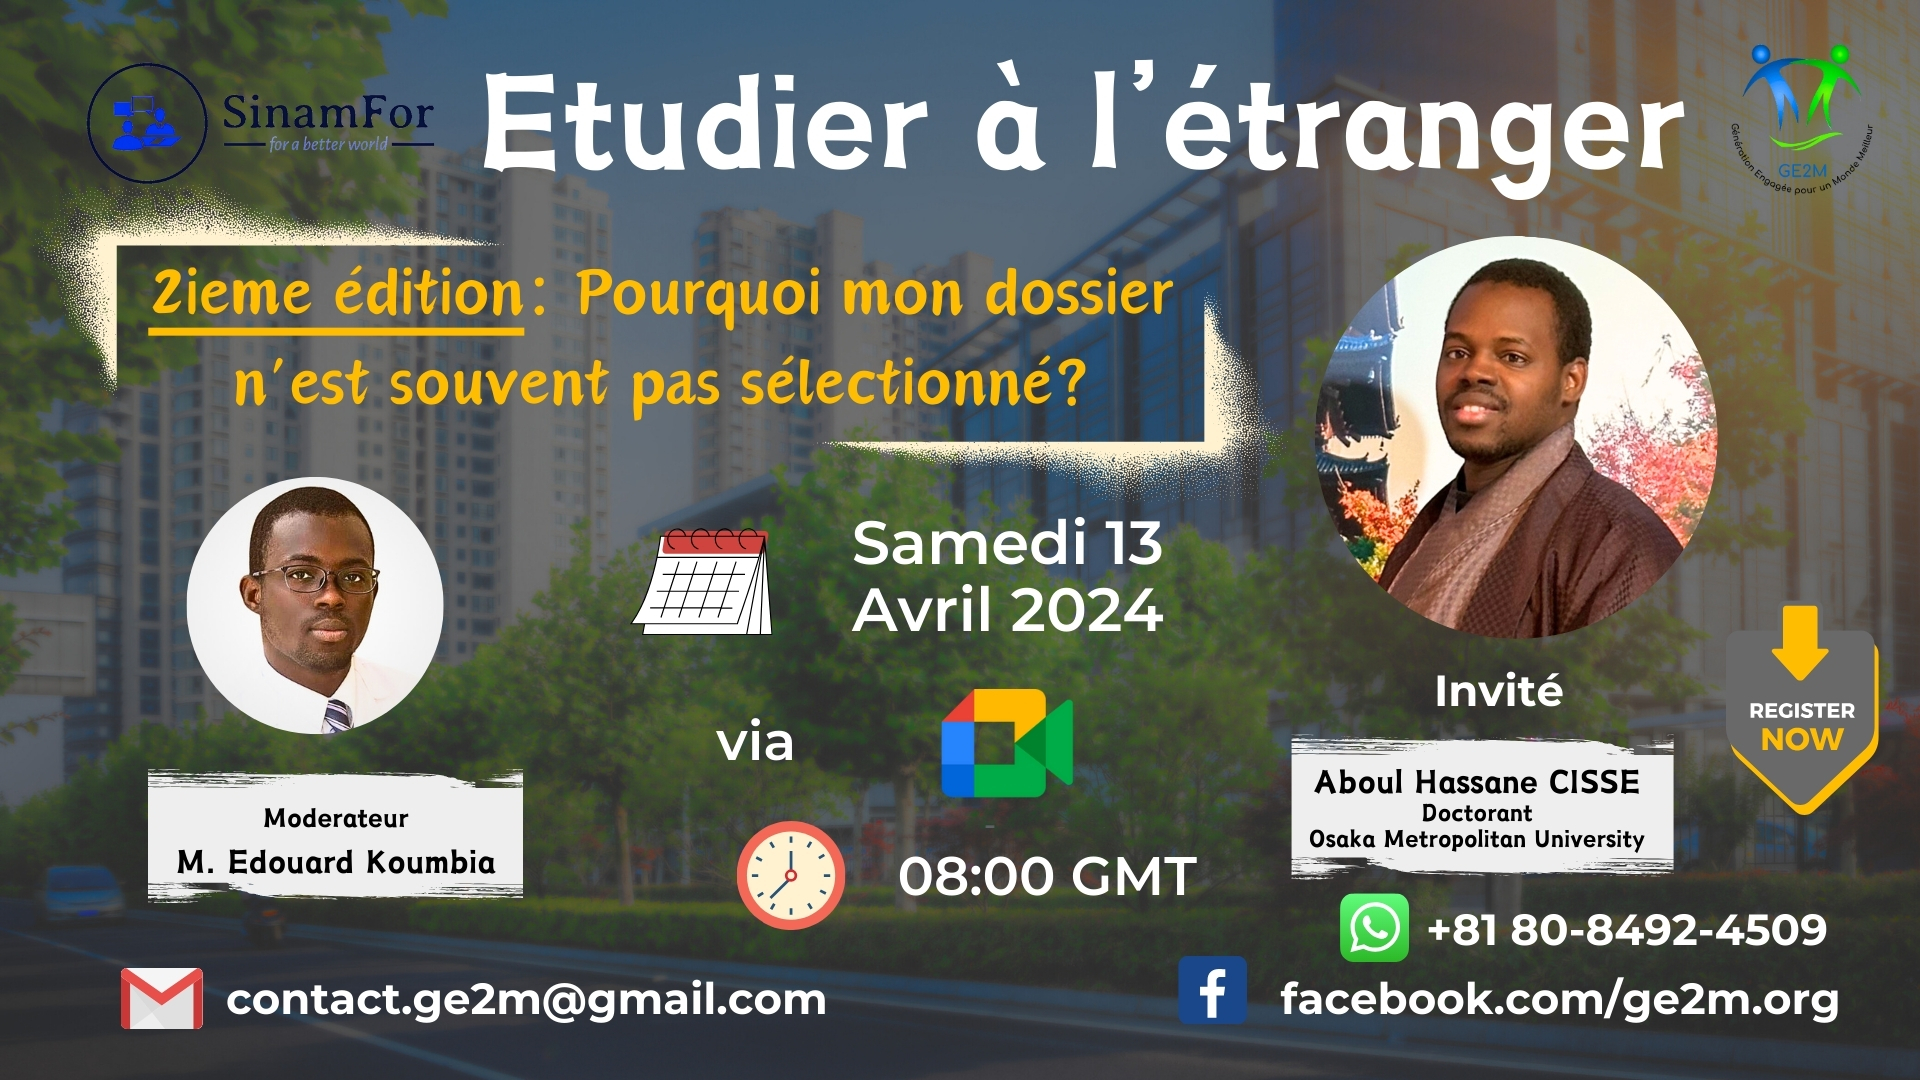 SinamFor
for a better world
Etudier à l'étranger
GE2M
Génération Engagée pour un Monde Meilleur
2ieme édition: Pourquoi mon dossier
n'est souvent pas sélectionné?
Samedi 13
Avril 2024
via
08:00 GMT
Moderateur
M. Edouard Koumbia
Invité
Aboul Hassane CISSE
Doctorant
Osaka Metropolitan University
REGISTER
NOW
+81 80-8492-4509
contact.ge2m@gmail.com
facebook.com/ge2m.org